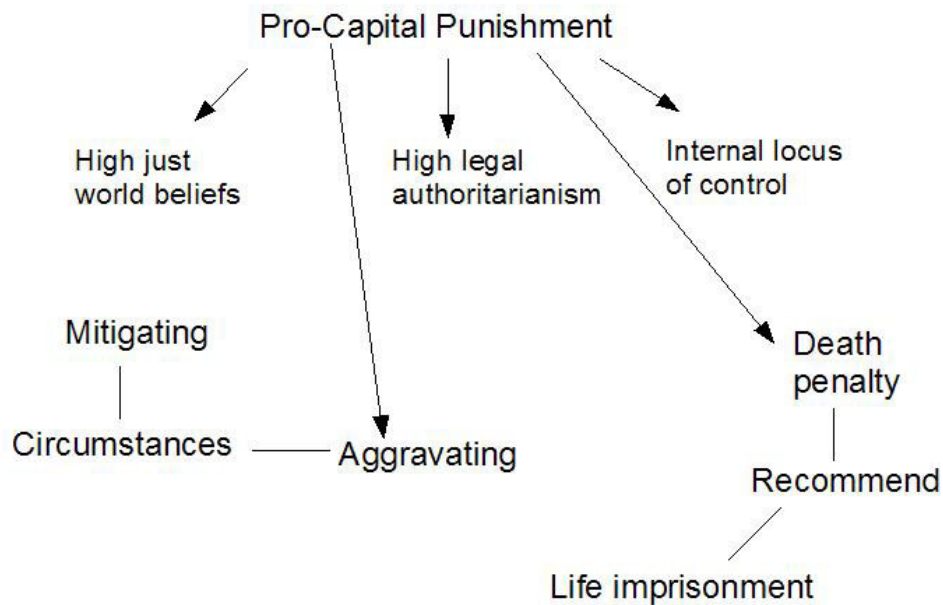 Pro-Capital Punishment
High just
world beliefs
High legal
authoritarianism
Internal locus
of control
Mitigating
Circumstances
Aggravating
Death
penalty
Recommend
Life imprisonment